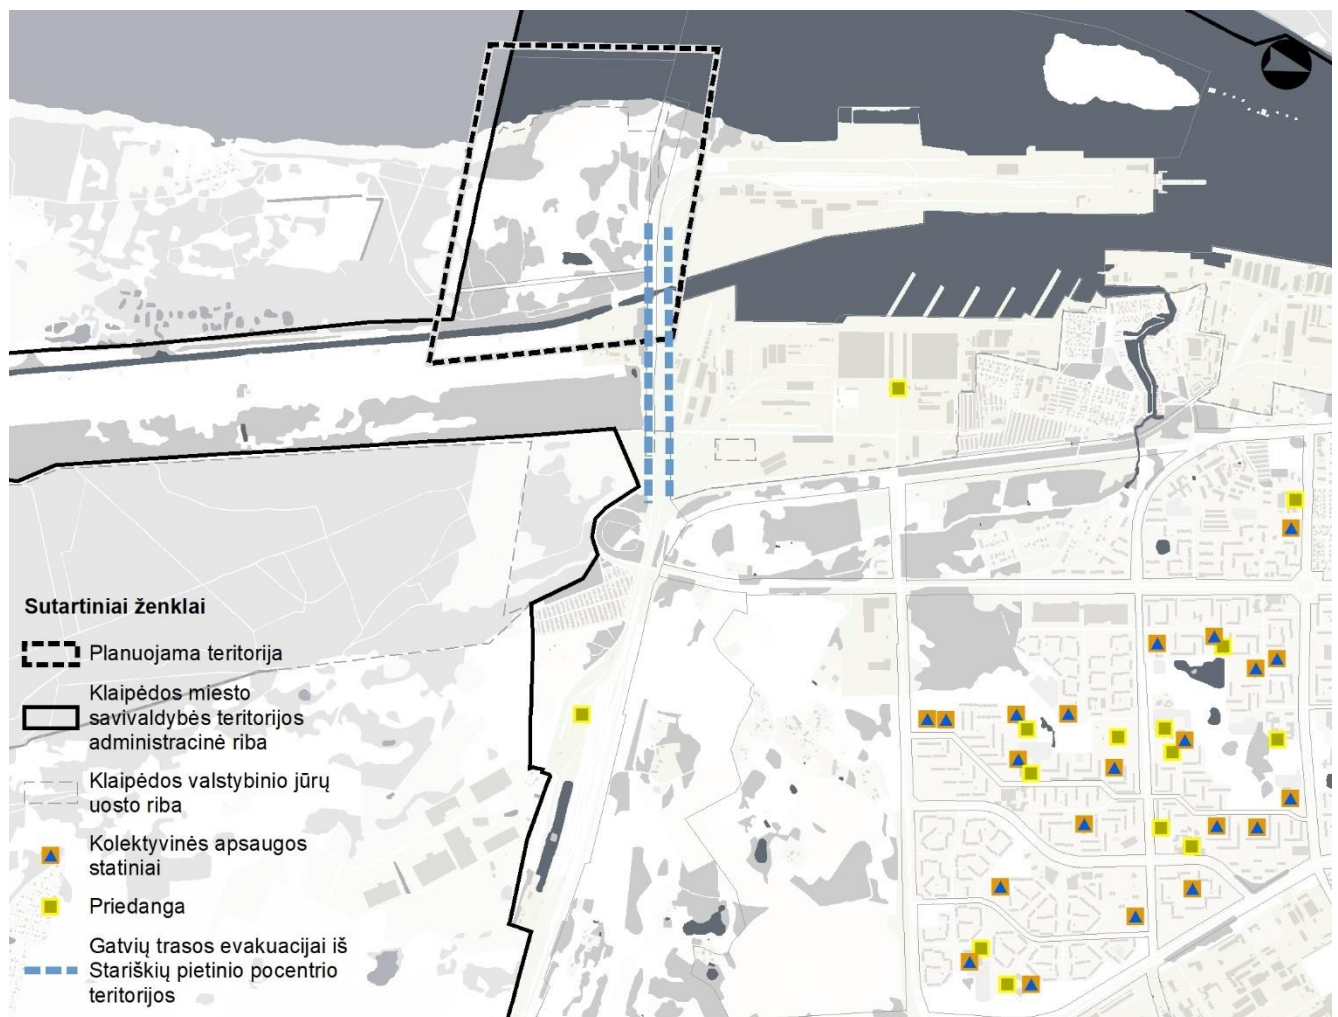 Sutartiniai ženklai
Planuojama teritorija
Klaipėdos miesto
savivaldybės teritorijos
administracinė riba
Klaipėdos valstybinio jūrų
uosto riba
Kolektyvinės apsaugos
statiniai
Priedanga
Gatvių trasos evakuacijai iš
Stariškių pietinio pocentrio
teritorijos